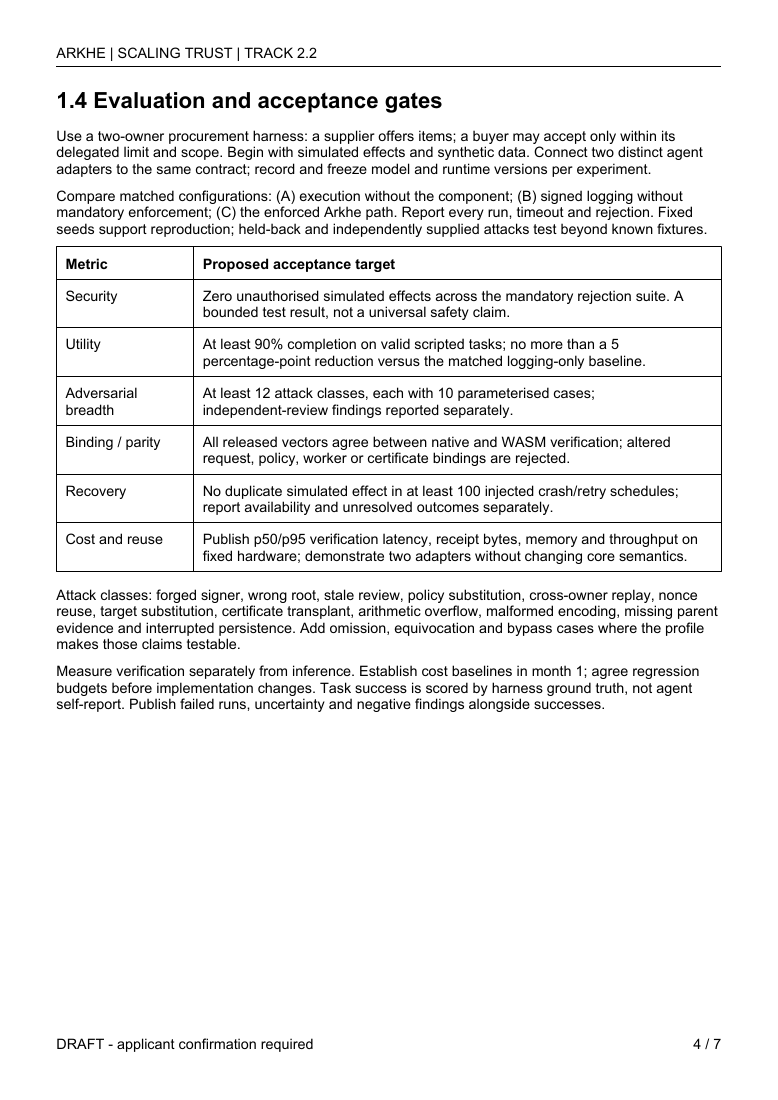 ARKHE | SCALING TRUST | TRACK 2.2
1.4 Evaluation and acceptance gates
Use a two-owner procurement harness: a supplier offers items; a buyer may accept only within its
delegated limit and scope. Begin with simulated effects and synthetic data. Connect two distinct agent
adapters to the same contract; record and freeze model and runtime versions per experiment.
Compare matched configurations: (A) execution without the component; (B) signed logging without
mandatory enforcement; (C) the enforced Arkhe path. Report every run, timeout and rejection. Fixed
seeds support reproduction; held-back and independently supplied attacks test beyond known fixtures.
Metric
Proposed acceptance target
Security
Zero unauthorised simulated effects across the mandatory rejection suite. A
bounded test result, not a universal safety claim.
Utility
At least 90% completion on valid scripted tasks; no more than a 5
percentage-point reduction versus the matched logging-only baseline.
Adversarial
breadth
At least 12 attack classes, each with 10 parameterised cases;
independent-review findings reported separately.
Binding / parity
All released vectors agree between native and WASM verification; altered
request, policy, worker or certificate bindings are rejected.
Recovery
No duplicate simulated effect in at least 100 injected crash/retry schedules;
report availability and unresolved outcomes separately.
Cost and reuse
Publish p50/p95 verification latency, receipt bytes, memory and throughput on
fixed hardware; demonstrate two adapters without changing core semantics.
Attack classes: forged signer, wrong root, stale review, policy substitution, cross-owner replay, nonce
reuse, target substitution, certificate transplant, arithmetic overflow, malformed encoding, missing parent
evidence and interrupted persistence. Add omission, equivocation and bypass cases where the profile
makes those claims testable.
Measure verification separately from inference. Establish cost baselines in month 1; agree regression
budgets before implementation changes. Task success is scored by harness ground truth, not agent
self-report. Publish failed runs, uncertainty and negative findings alongside successes.
DRAFT - applicant confirmation required
4 / 7